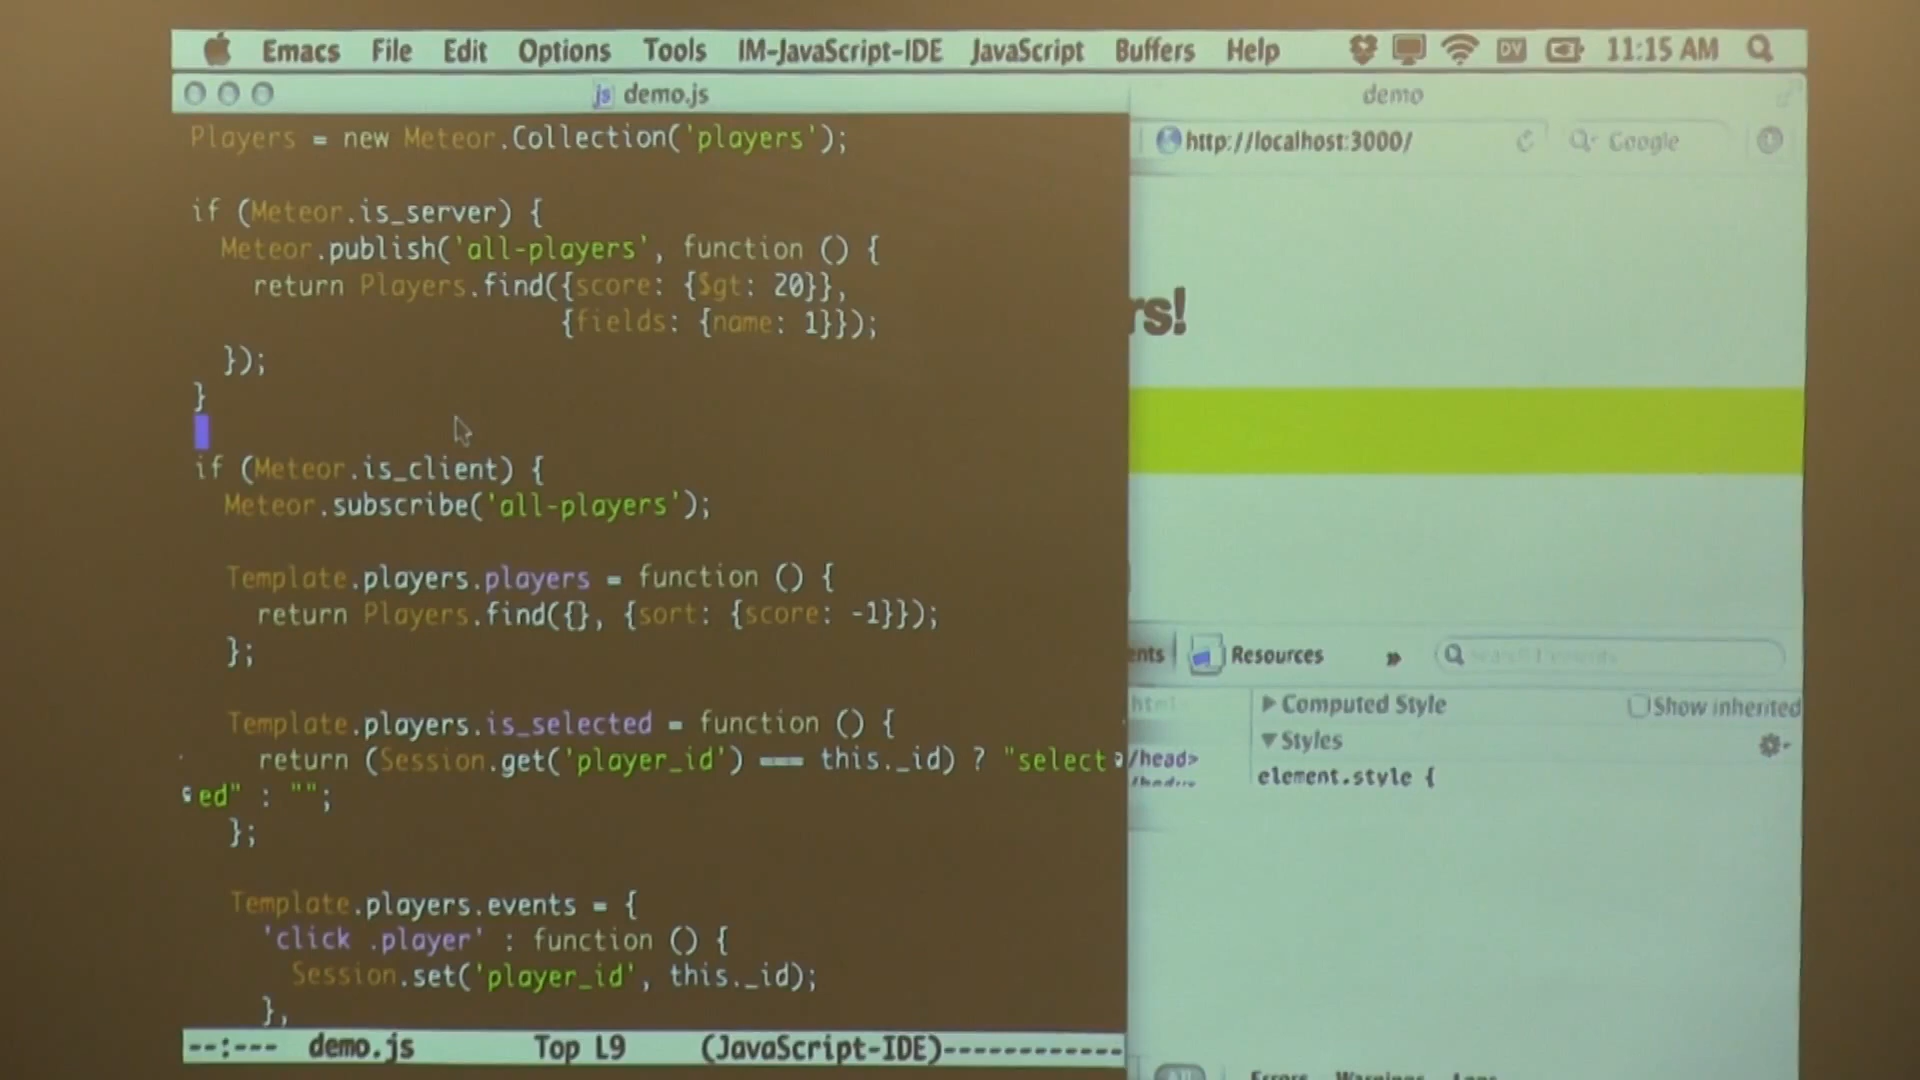 Emacs File Edit Options Tools IM-JavaScript-IDE JavaScript Buffers Help DV 11:15 AM
js demo.js
demo
Players = new Meteor.Collection('players');
http://localhost:3000/
Google
if (Meteor.is_server) {
Meteor.publish('all-players', function () {
return Players.find({score: {$gt: 20}},
{fields: {name: 1}});
});
}
rs!
if (Meteor.is_client) {
Meteor.subscribe('all-players');
Template.players.players = function () {
return Players.find({}, {sort: {score: -1}});
};
Template.players.is_selected = function () {
return (Session.get('player_id') === this._id) ? "select
ed" : "";
};
Template.players.events = {
'click .player' : function () {
Session.set('player_id', this._id);
},
--:--- demo.js Top L9 (JavaScript-IDE)------------
ents Resources »
html
Computed Style Show inherited
Styles
/head>
element.style {